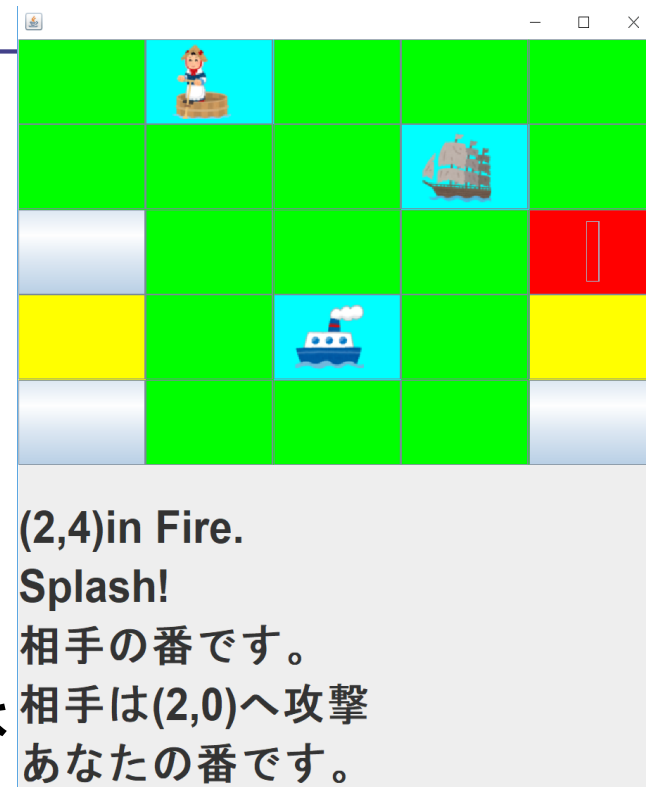 (2,4)in Fire.
Splash!
相手の番です。
相手は(2,0)へ攻撃
あなたの番です。